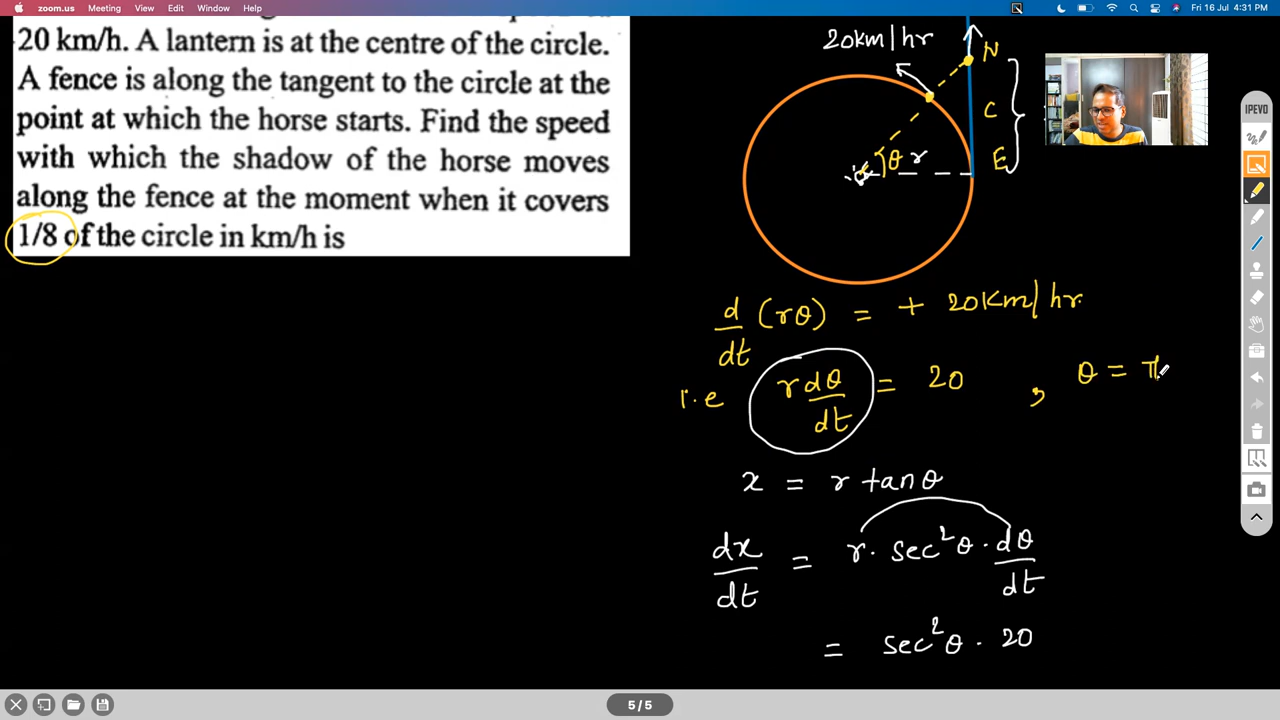 zoom.us Meeting View Edit Window Help
Fri 16 Jul 4:31 PM
20 km/h. A lantern is at the centre of the circle.
A fence is along the tangent to the circle at the
point at which the horse starts. Find the speed
with which the shadow of the horse moves
along the fence at the moment when it covers
1/8 of the circle in km/h is
20km/hr
N
C
E
θ r
IPEVO
d/dt (rθ) = + 20Km/hr.
i.e r dθ/dt = 20 , θ = π
x = r tanθ
dx/dt = r. sec²θ . dθ/dt
= sec²θ . 20
5/5